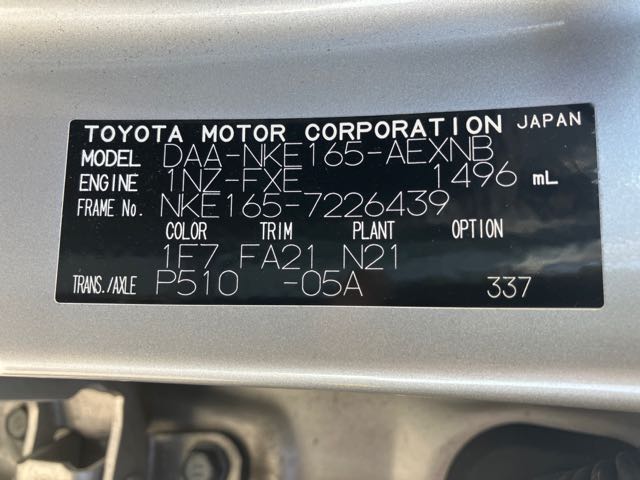 TOYOTA MOTOR CORPORATION JAPAN
MODEL DAA-NKE165-AEXNB
ENGINE 1NZ-FXE 1496 mL
FRAME No. NKE165-7226439
COLOR TRIM PLANT OPTION
1F7 FA21 N21
TRANS./AXLE P510 -05A 337